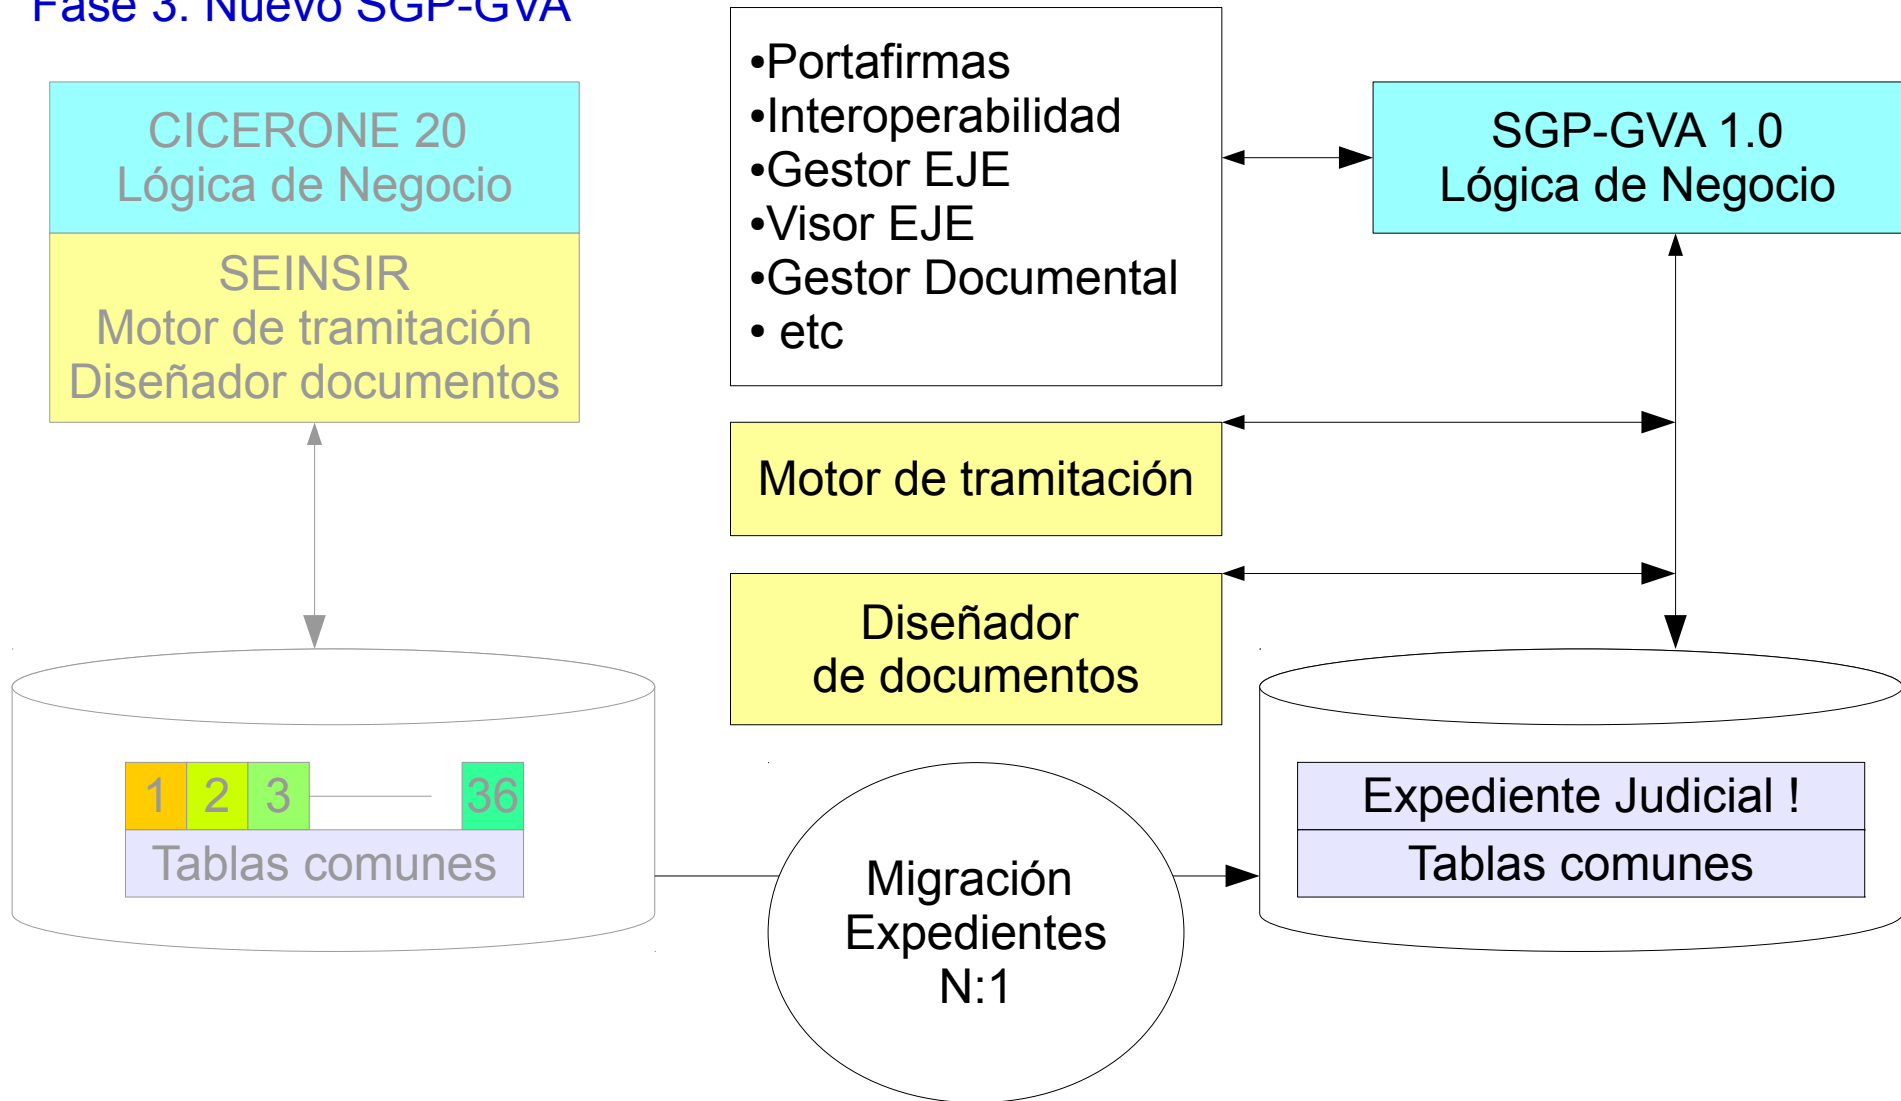 Fase 3. Nuevo SGP-GVA
CICERONE 20
Lógica de Negocio
SEINSIR
Motor de tramitación
Diseñador documentos
1 2 3 36
Tablas comunes
•Portafirmas
•Interoperabilidad
•Gestor EJE
•Visor EJE
•Gestor Documental
• etc
Motor de tramitación
Diseñador
de documentos
Migración
Expedientes
N:1
SGP-GVA 1.0
Lógica de Negocio
Expediente Judicial !
Tablas comunes